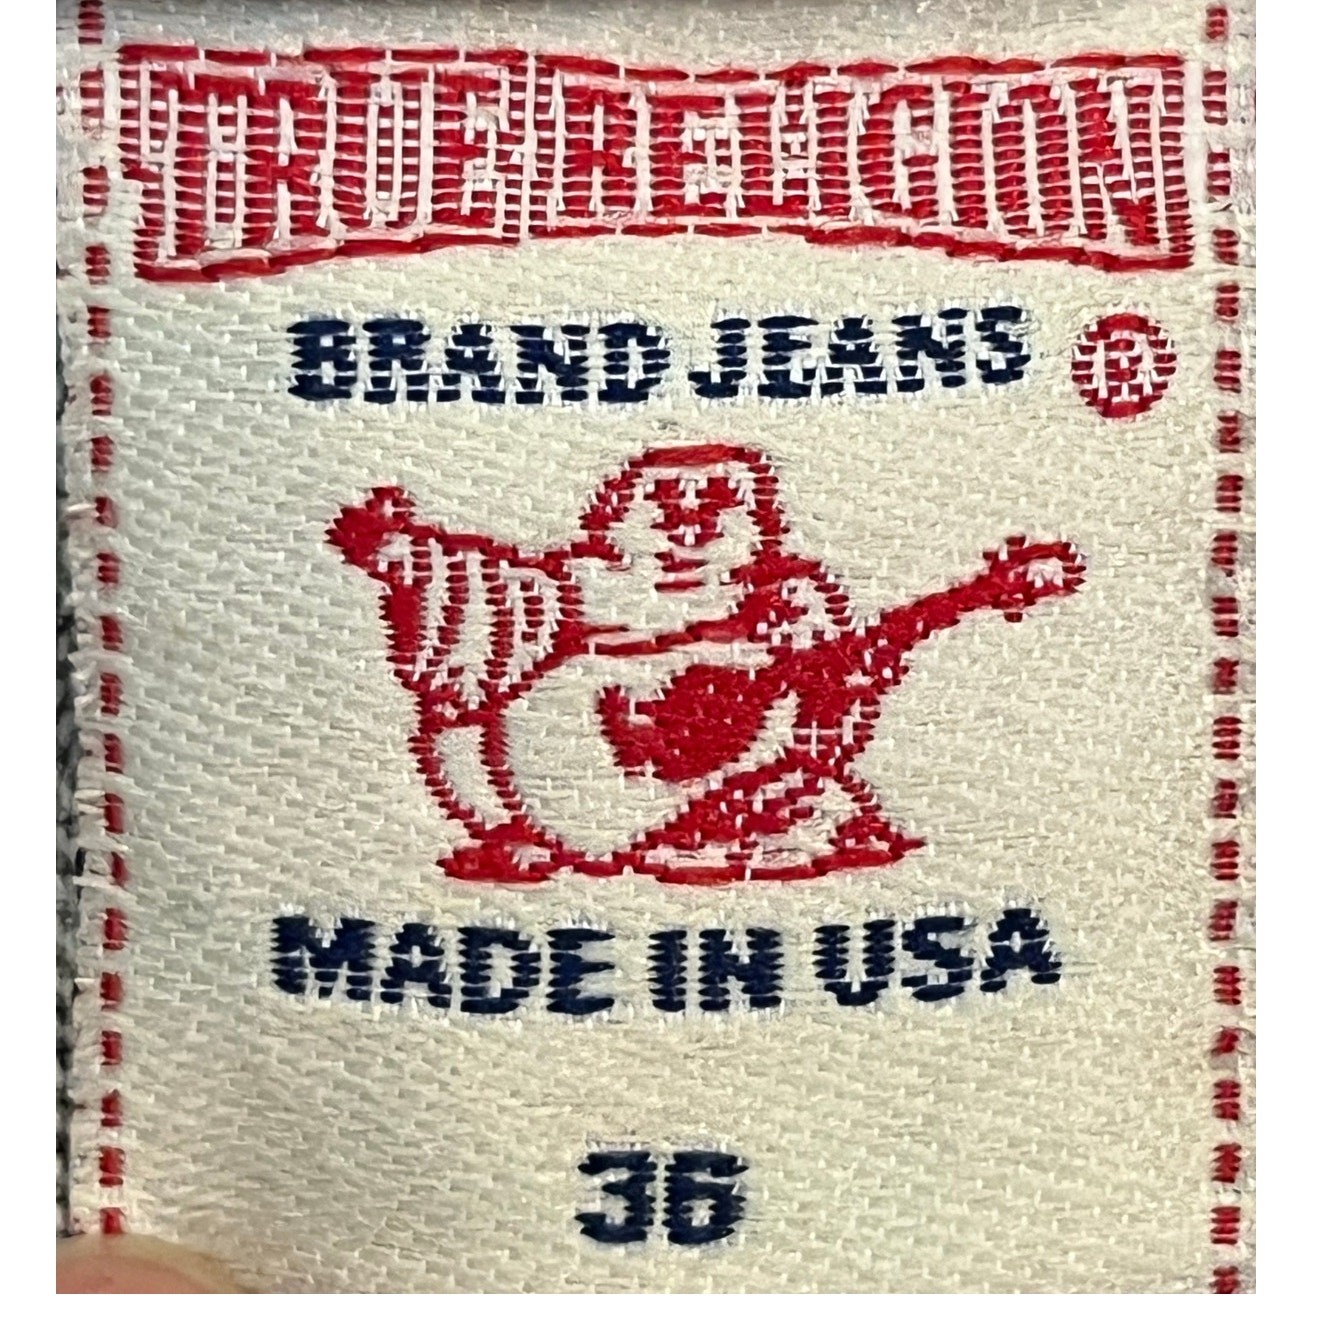 TRUE RELIGION
BRAND JEANS ®
MADE IN USA
36